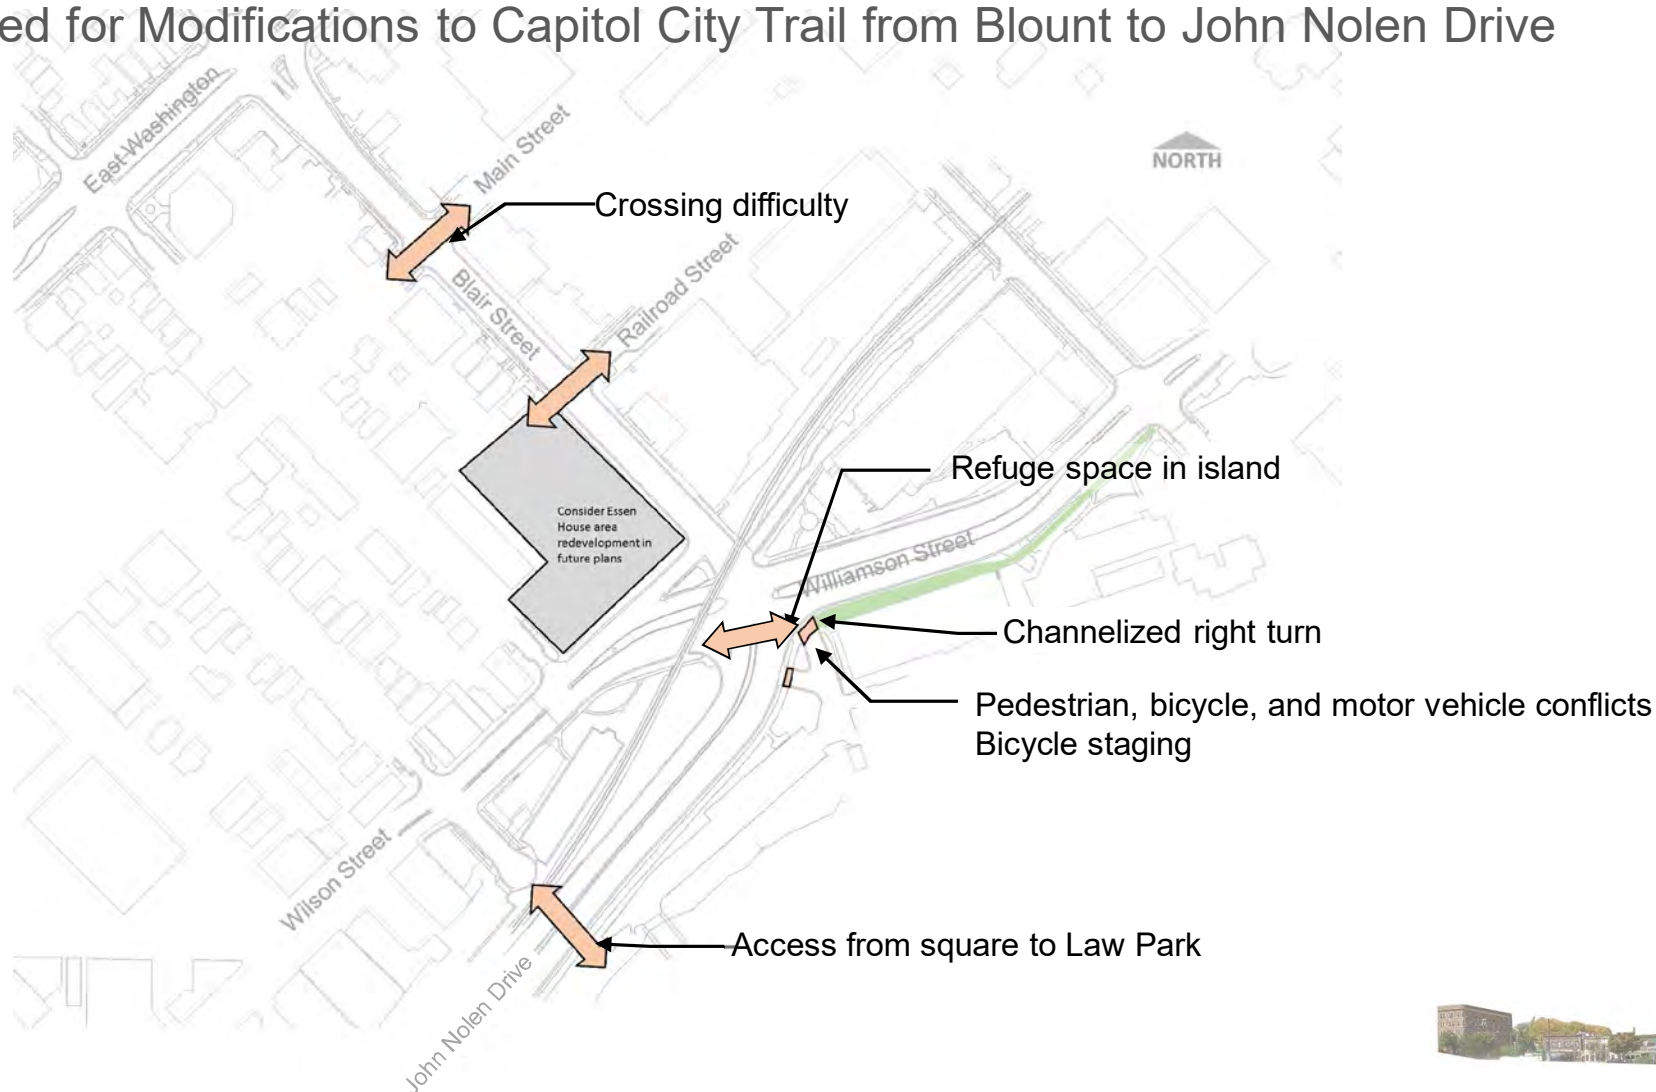 ed for Modifications to Capitol City Trail from Blount to John Nolen Drive
East Washington
Main Street
NORTH
Crossing difficulty
Railroad Street
Blair Street
Refuge space in island
Consider Essen
House area
redevelopment in
future plans
Williamson Street
Channelized right turn
Pedestrian, bicycle, and motor vehicle conflicts
Bicycle staging
Wilson Street
Access from square to Law Park
John Nolen Drive